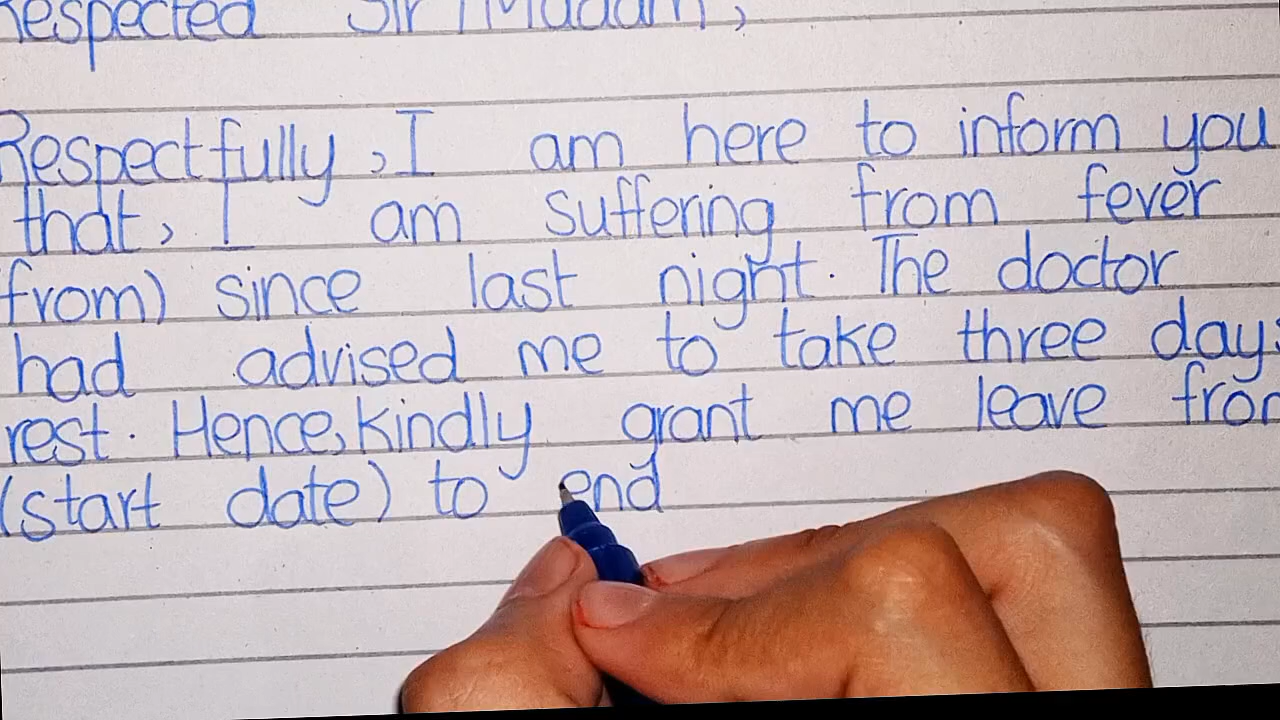 Respected Sir / Madam,
Respectfully, I am here to inform you
that, I am suffering from fever
from) since last night. The doctor
had advised me to take three days
rest. Hence, kindly grant me leave from
(start date) to end